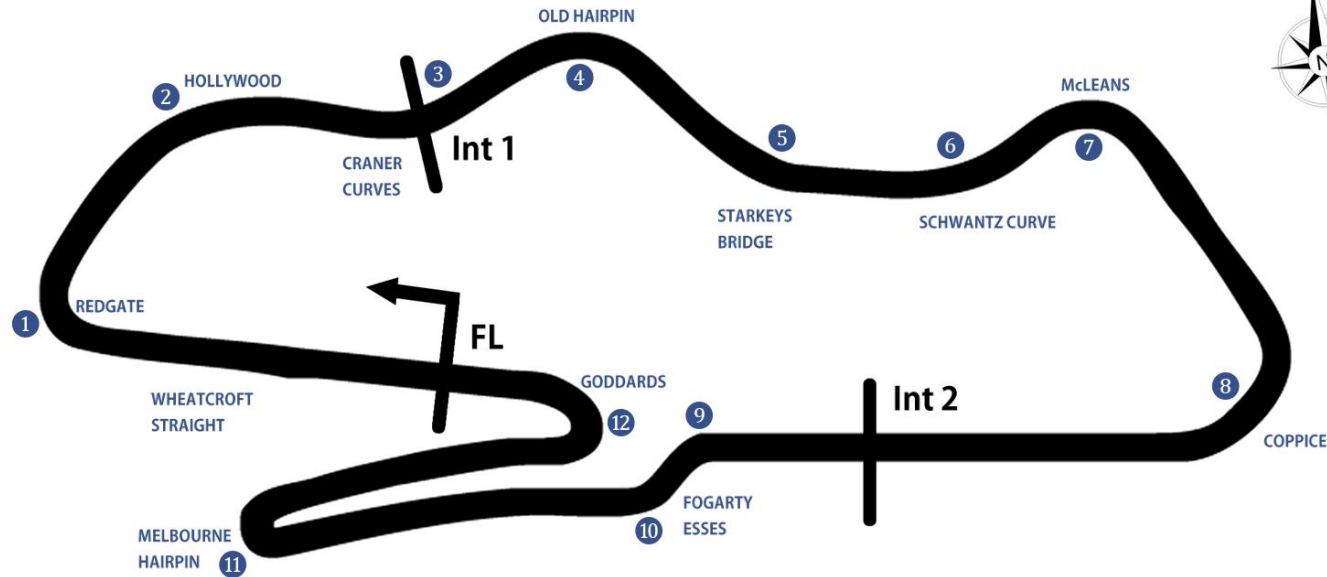 OLD HAIRPIN
3
HOLLYWOOD
2
4
McLEANS
N
CRANER
CURVES
Int 1
5
6
7
STARKEYS
BRIDGE
SCHWANTZ CURVE
1
REDGATE
FL
WHEATCROFT
STRAIGHT
GODDARDS
12
9
Int 2
8
COPPICE
MELBOURNE
HAIRPIN
11
10
FOGARTY
ESSES